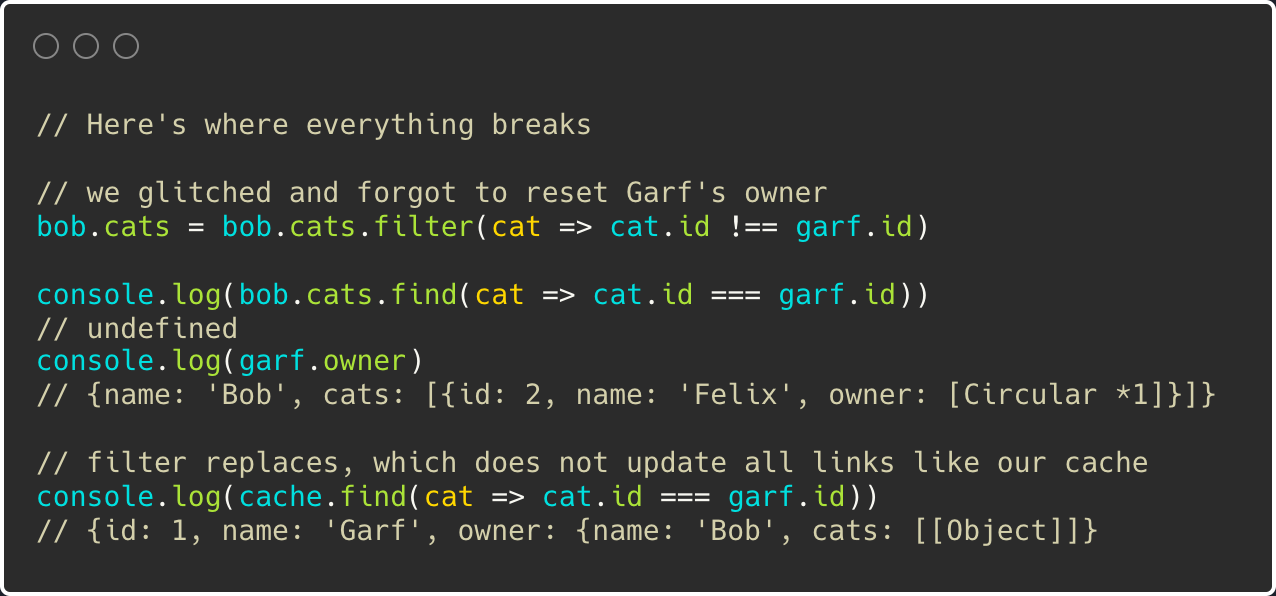 // Here's where everything breaks
// we glitched and forgot to reset Garf's owner
bob.cats = bob.cats.filter(cat => cat.id !== garf.id)
console.log(bob.cats.find(cat => cat.id === garf.id))
// undefined
console.log(garf.owner)
// {name: 'Bob', cats: [{id: 2, name: 'Felix', owner: [Circular *1]}]}
// filter replaces, which does not update all links like our cache
console.log(cache.find(cat => cat.id === garf.id))
// {id: 1, name: 'Garf', owner: {name: 'Bob', cats: [[Object]]}